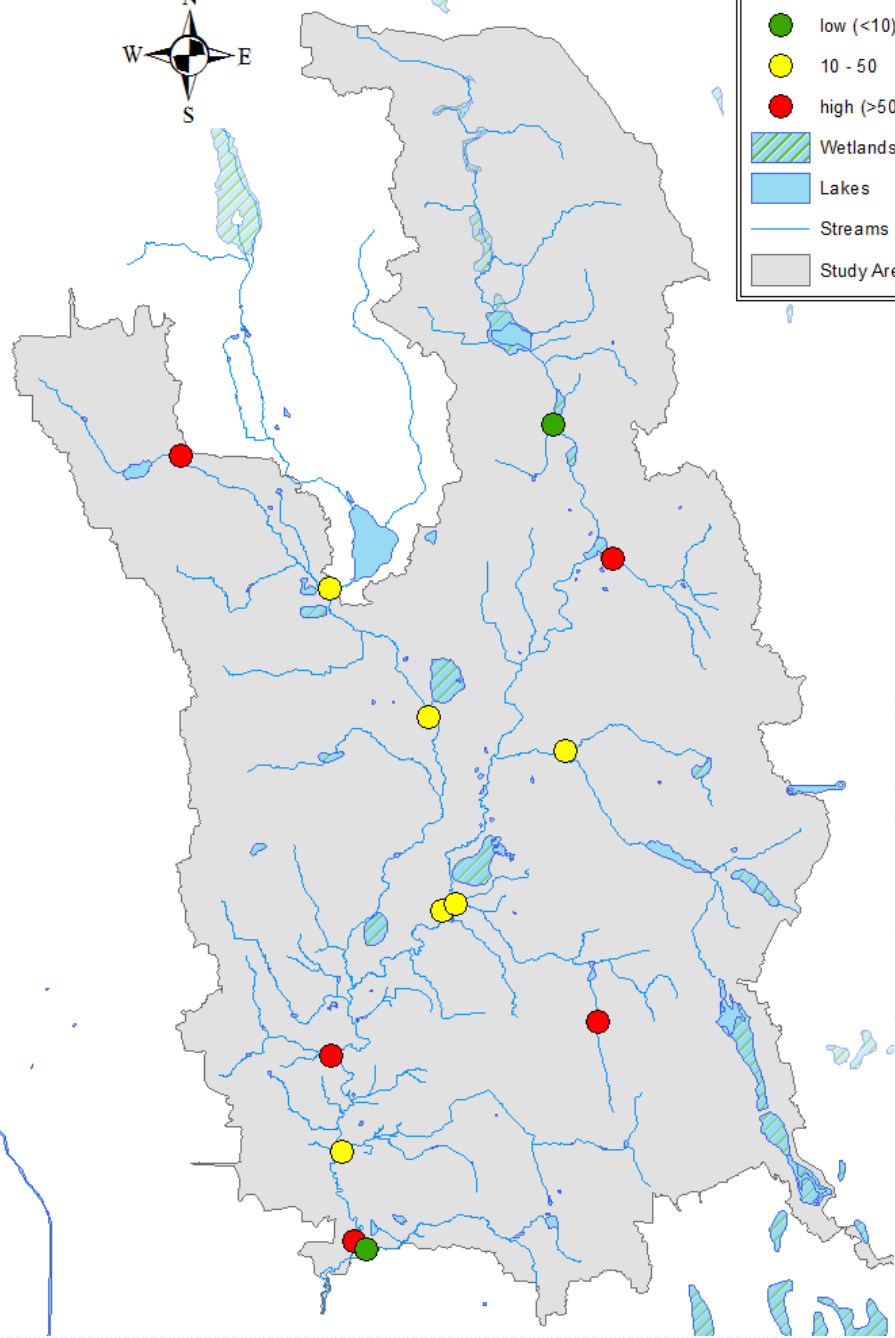 N
W E
S
low (<10)
10 - 50
high (>50
Wetlands
Lakes
Streams
Study Are